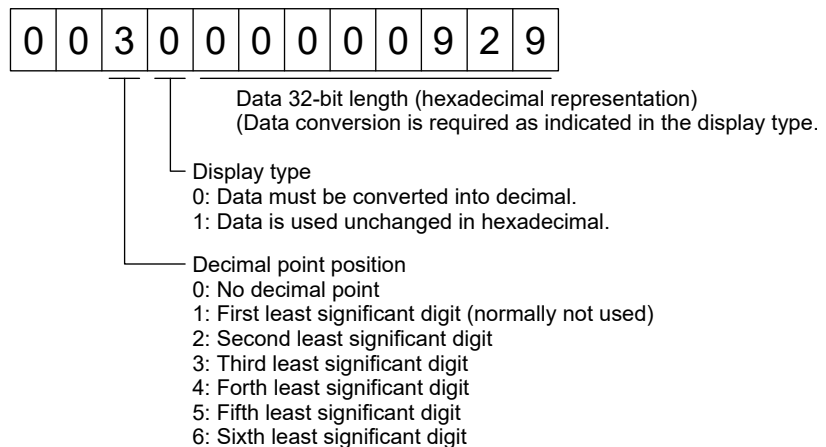 0 0 3 0 0 0 0 0 0 9 2 9
Data 32-bit length (hexadecimal representation)
(Data conversion is required as indicated in the display type.
Display type
0: Data must be converted into decimal.
1: Data is used unchanged in hexadecimal.
Decimal point position
0: No decimal point
1: First least significant digit (normally not used)
2: Second least significant digit
3: Third least significant digit
4: Forth least significant digit
5: Fifth least significant digit
6: Sixth least significant digit